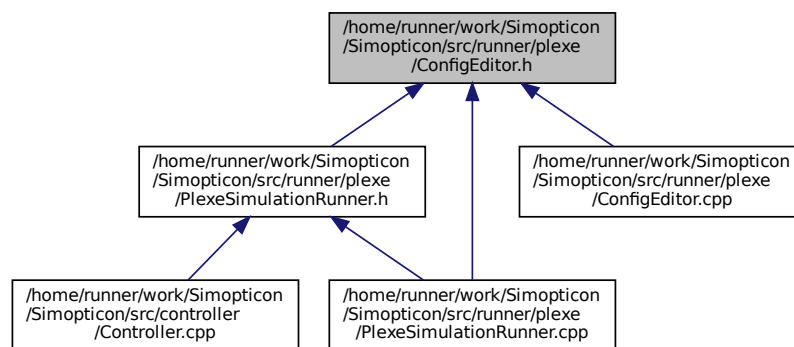 /home/runner/work/Simopticon
/Simopticon/src/runner/plexe
/ConfigEditor.h
/home/runner/work/Simopticon
/Simopticon/src/runner/plexe
/PlexeSimulationRunner.h
/home/runner/work/Simopticon
/Simopticon/src/runner/plexe
/ConfigEditor.cpp
/home/runner/work/Simopticon
/Simopticon/src/controller
/Controller.cpp
/home/runner/work/Simopticon
/Simopticon/src/runner/plexe
/PlexeSimulationRunner.cpp